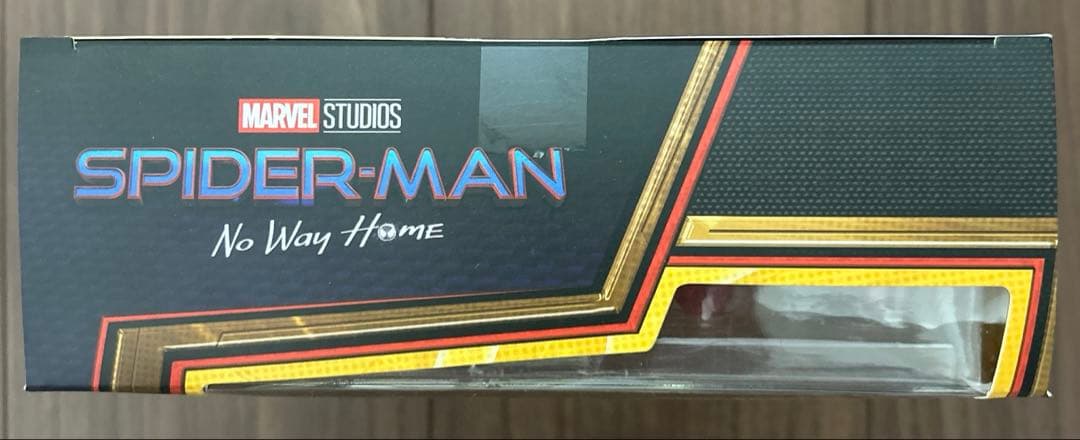 MARVEL STUDIOS
SPIDER-MAN
No Way Home